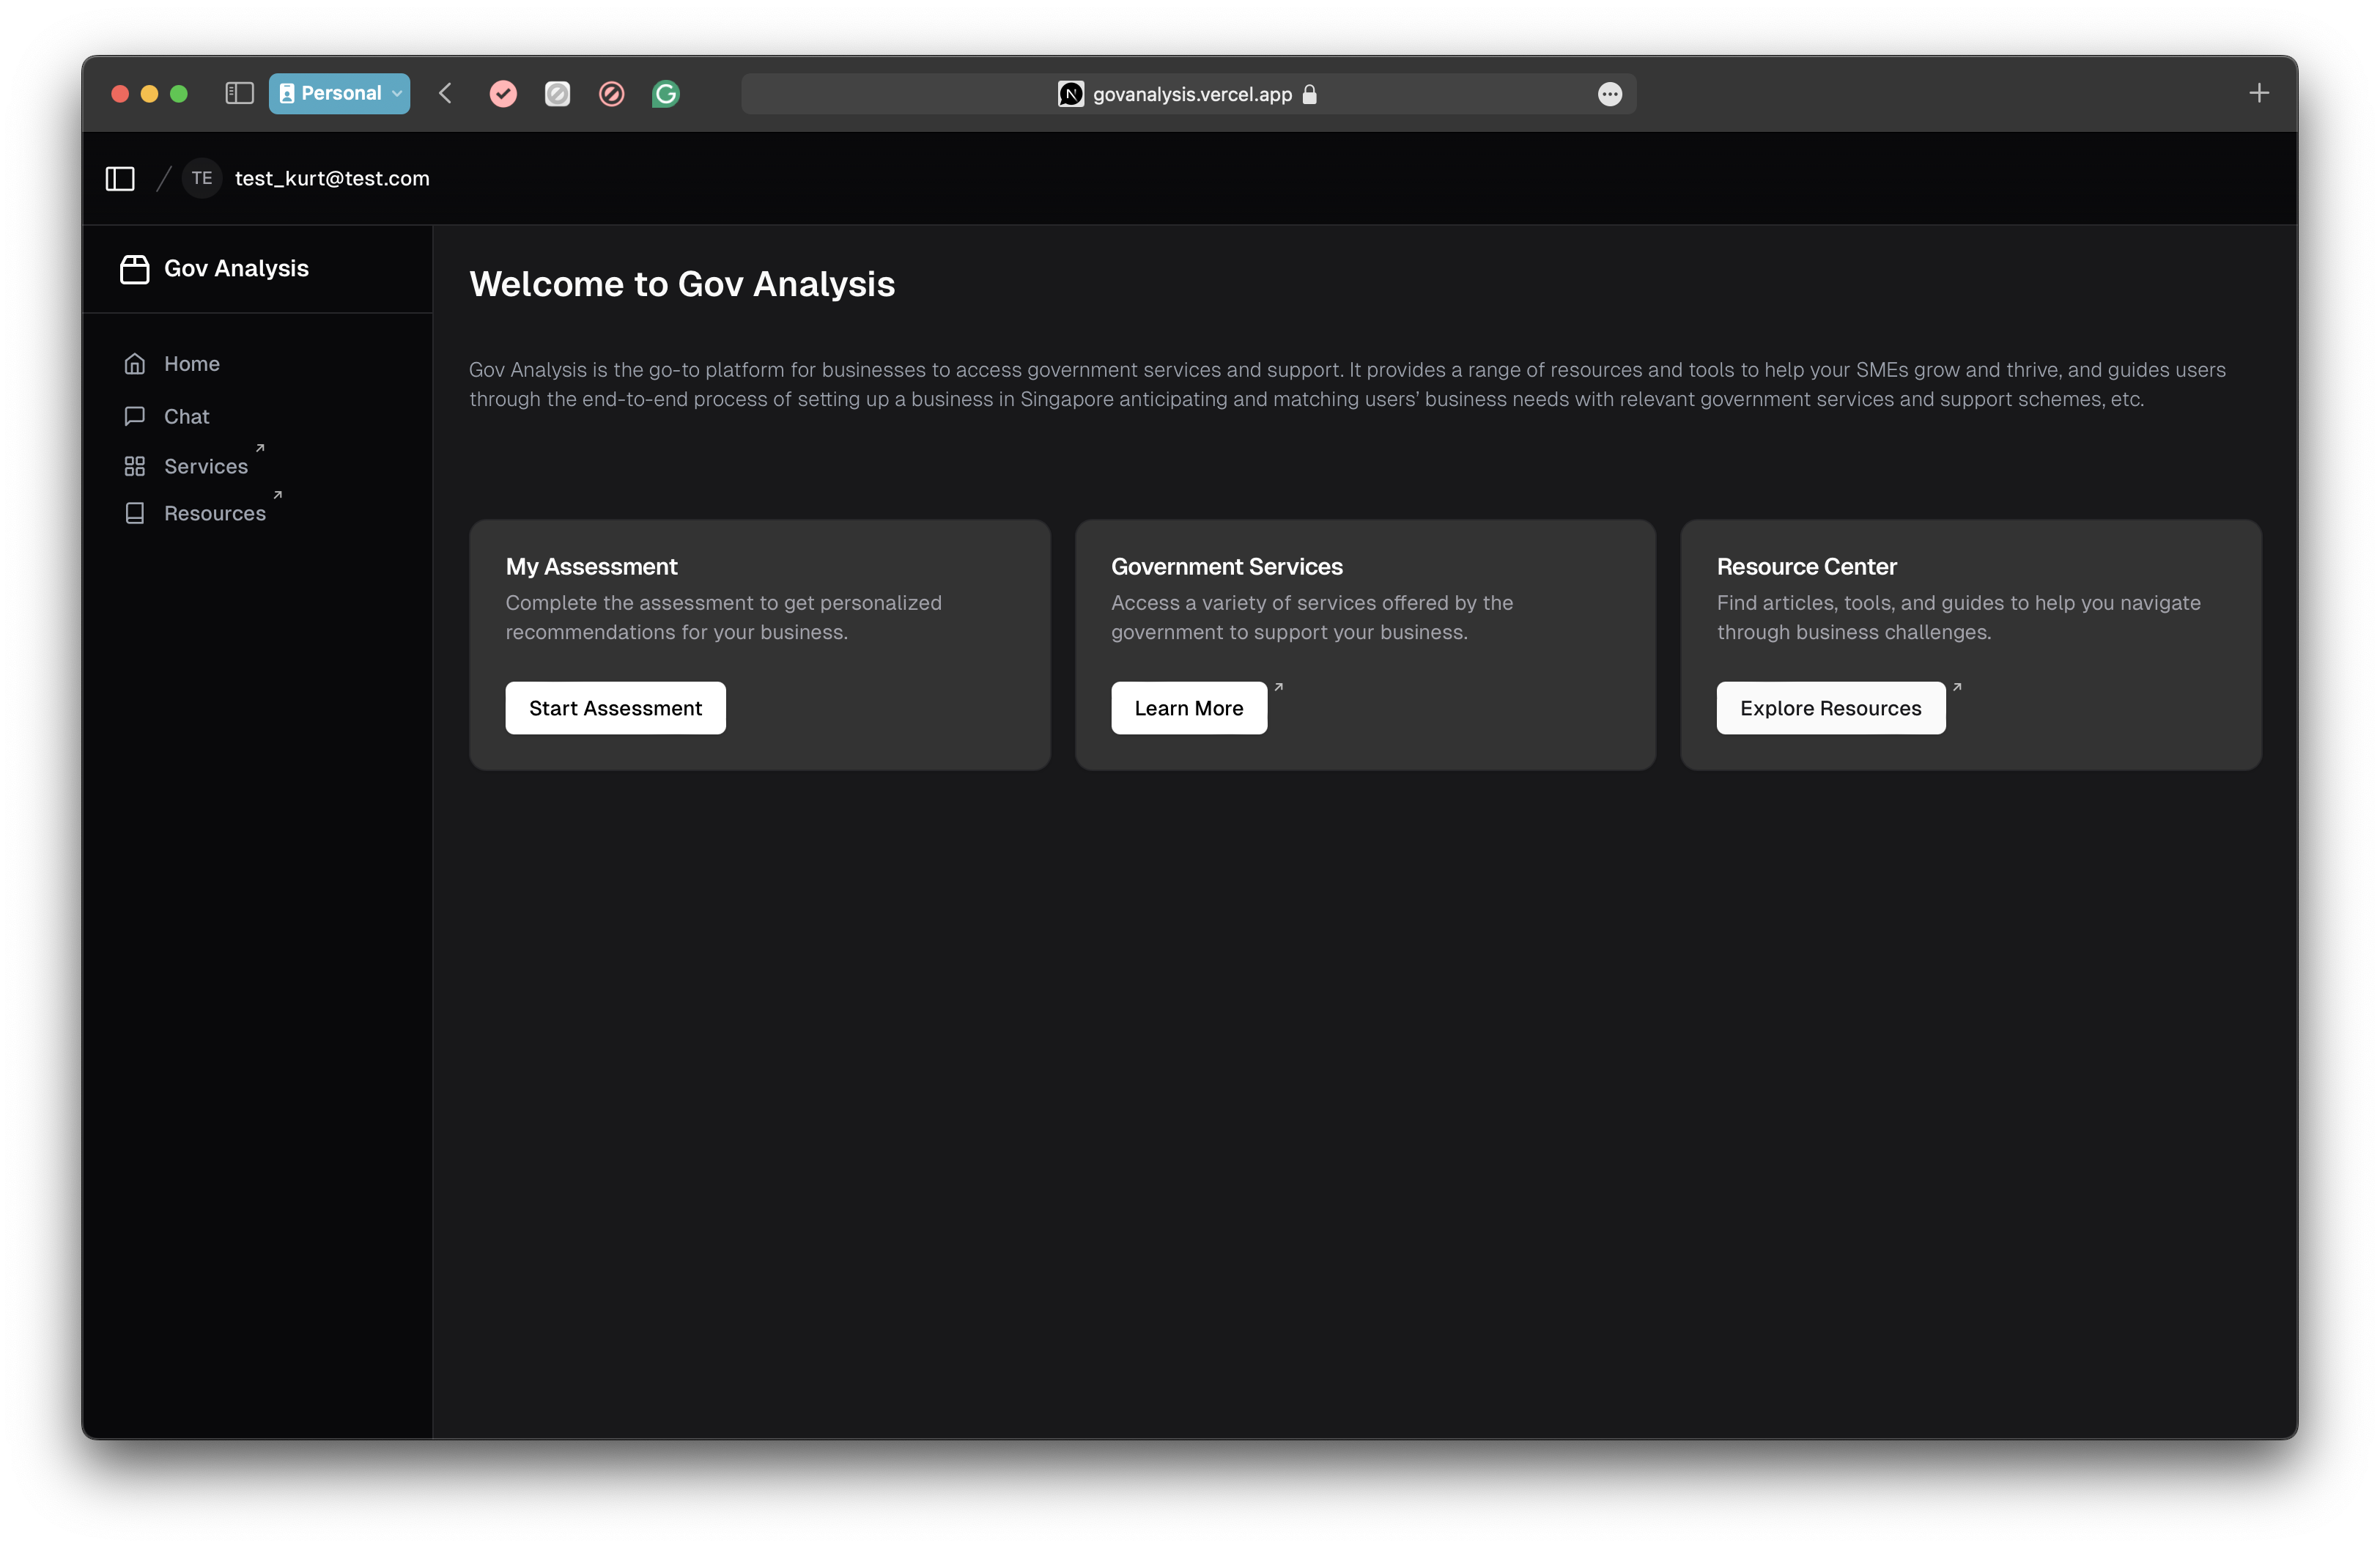 Personal
govanalysis.vercel.app
TE test_kurt@test.com
Gov Analysis
Home
Chat
Services
Resources
Welcome to Gov Analysis
Gov Analysis is the go-to platform for businesses to access government services and support. It provides a range of resources and tools to help your SMEs grow and thrive, and guides users
through the end-to-end process of setting up a business in Singapore anticipating and matching users’ business needs with relevant government services and support schemes, etc.
My Assessment
Complete the assessment to get personalized
recommendations for your business.
Start Assessment
Government Services
Access a variety of services offered by the
government to support your business.
Learn More
Resource Center
Find articles, tools, and guides to help you navigate
through business challenges.
Explore Resources